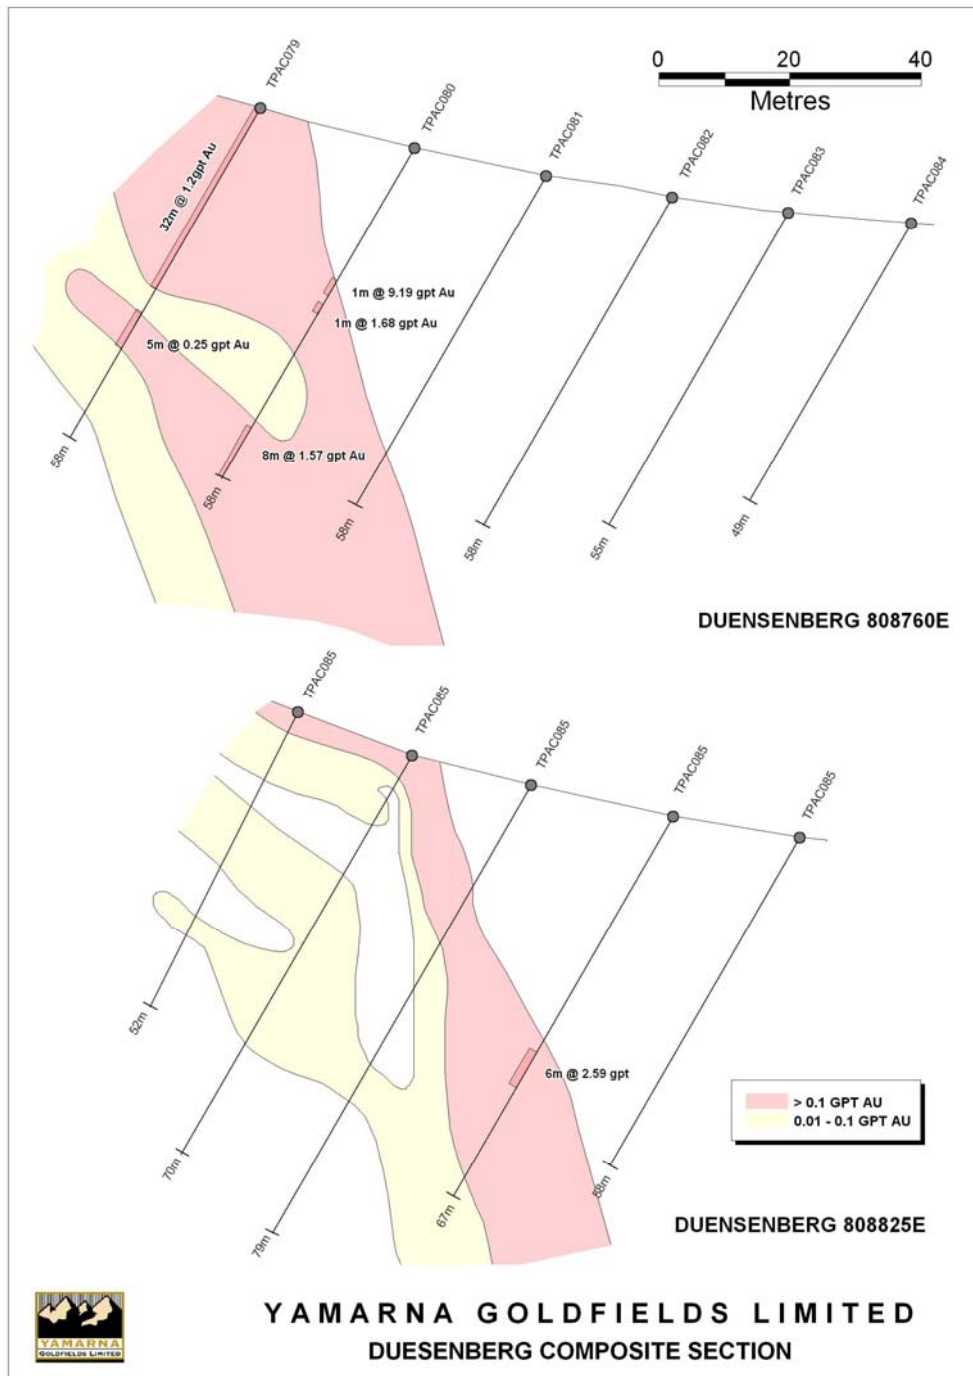 0 20 40
Metres
TPAC079
TPAC080
TPAC081
TPAC082
TPAC083
TPAC084
32m @ 1.2gpt Au
1m @ 9.19 gpt Au
1m @ 1.68 gpt Au
5m @ 0.25 gpt Au
8m @ 1.57 gpt Au
58m
58m
58m
58m
55m
49m
DUENSENBERG 808760E
TPAC085
TPAC085
TPAC085
TPAC085
TPAC085
6m @ 2.59 gpt
52m
70m
79m
67m
58m
> 0.1 GPT AU
0.01 - 0.1 GPT AU
DUENSENBERG 808825E
YAMARNA
GOLDFIELDS LIMITED
YAMARNA GOLDFIELDS LIMITED
DUESENBERG COMPOSITE SECTION